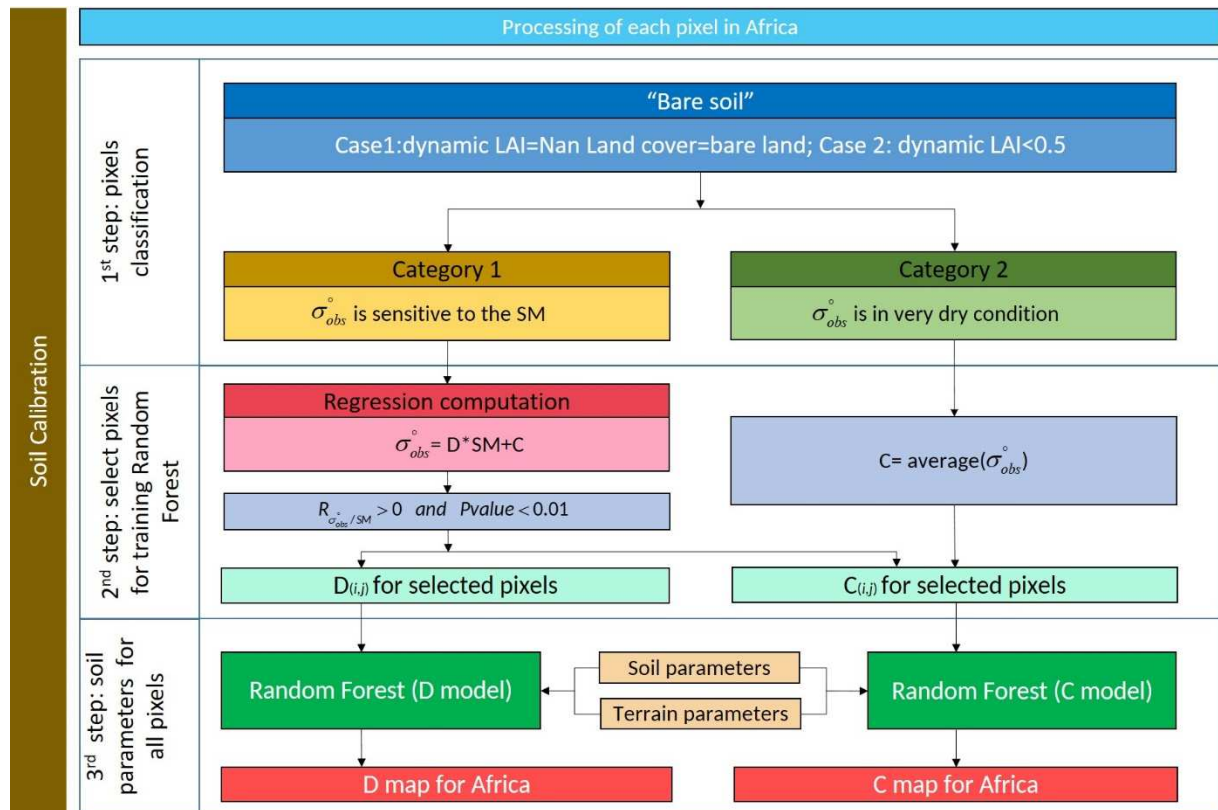 Processing of each pixel in Africa
Soil Calibration
1st step: pixels
classification
"Bare soil"
Case1:dynamic LAI=Nan Land cover=bare land; Case 2: dynamic LAI<0.5
Category 1
σ°obs is sensitive to the SM
Category 2
σ°obs is in very dry condition
2nd step: select pixels
for training Random
Forest
Regression computation
σ°obs= D*SM+C
Rσ°obs/SM >0 and Pvalue<0.01
C= average(σ°obs)
D(i,j) for selected pixels
C(i,j) for selected pixels
3rd step: soil
parameters for
all pixels
Random Forest (D model)
Soil parameters
Terrain parameters
Random Forest (C model)
D map for Africa
C map for Africa